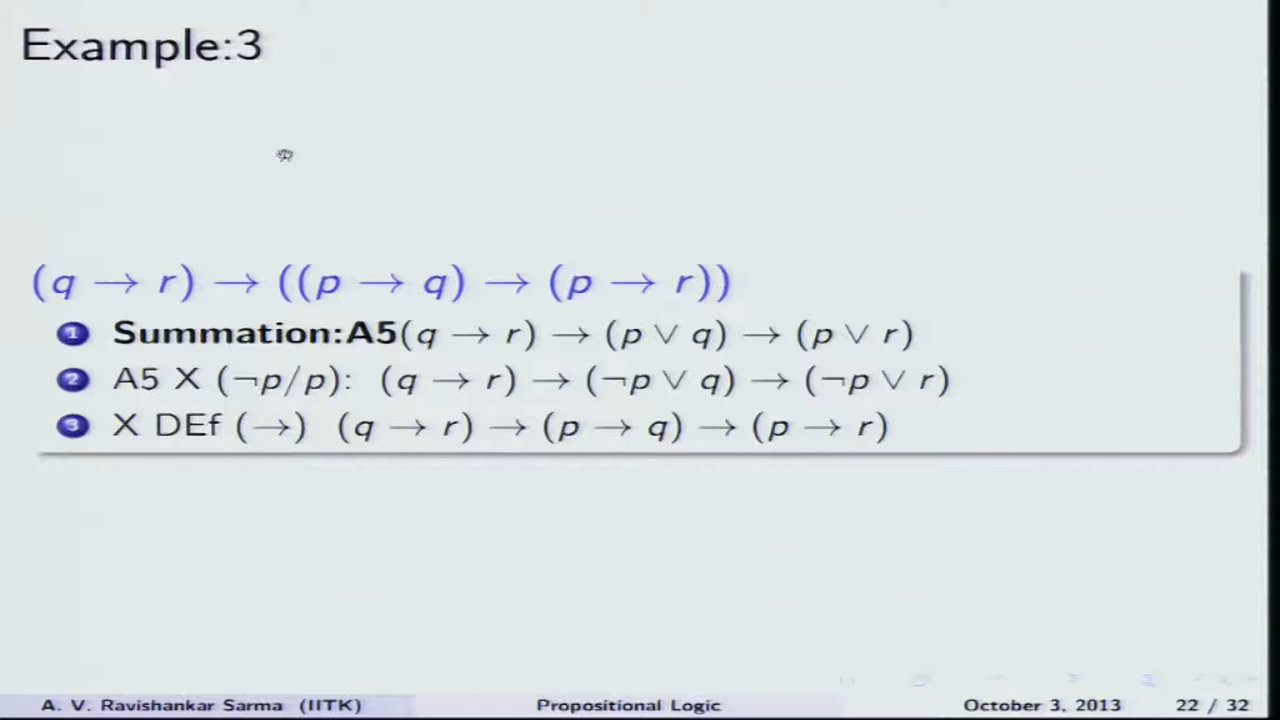 Example:3
(q → r) → ((p → q) → (p → r))
1 Summation:A5(q → r) → (p ∨ q) → (p ∨ r)
2 A5 X (¬p/p): (q → r) → (¬p ∨ q) → (¬p ∨ r)
3 X DEf (→) (q → r) → (p → q) → (p → r)
A. V. Ravishankar Sarma (IITK) Propositional Logic October 3, 2013 22 / 32